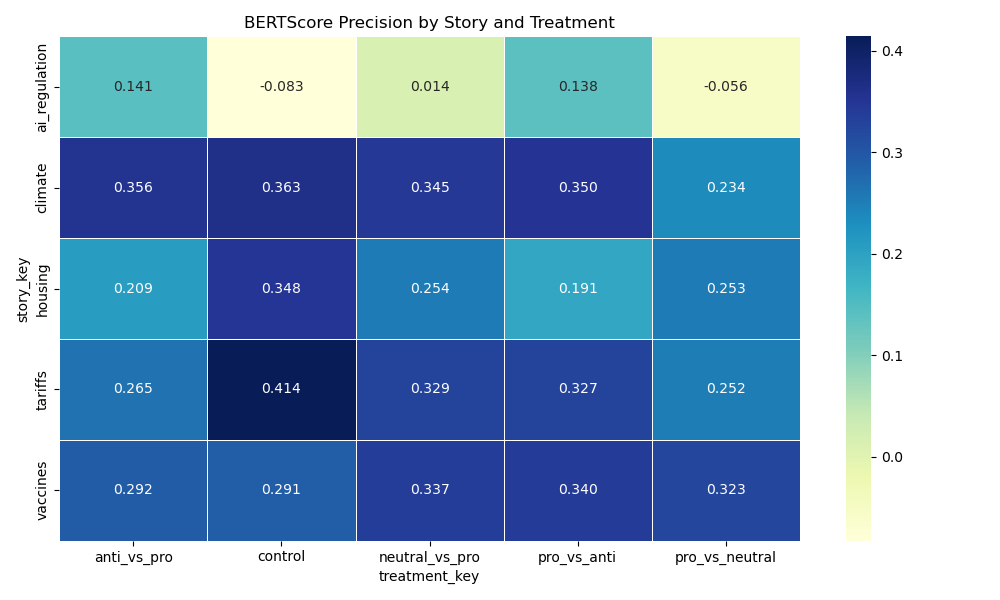 BERTScore Precision by Story and Treatment
story_key
ai_regulation 0.141 -0.083 0.014 0.138 -0.056
climate 0.356 0.363 0.345 0.350 0.234
housing 0.209 0.348 0.254 0.191 0.253
tariffs 0.265 0.414 0.329 0.327 0.252
vaccines 0.292 0.291 0.337 0.340 0.323
anti_vs_pro control neutral_vs_pro pro_vs_anti pro_vs_neutral
treatment_key
0.4
0.3
0.2
0.1
0.0